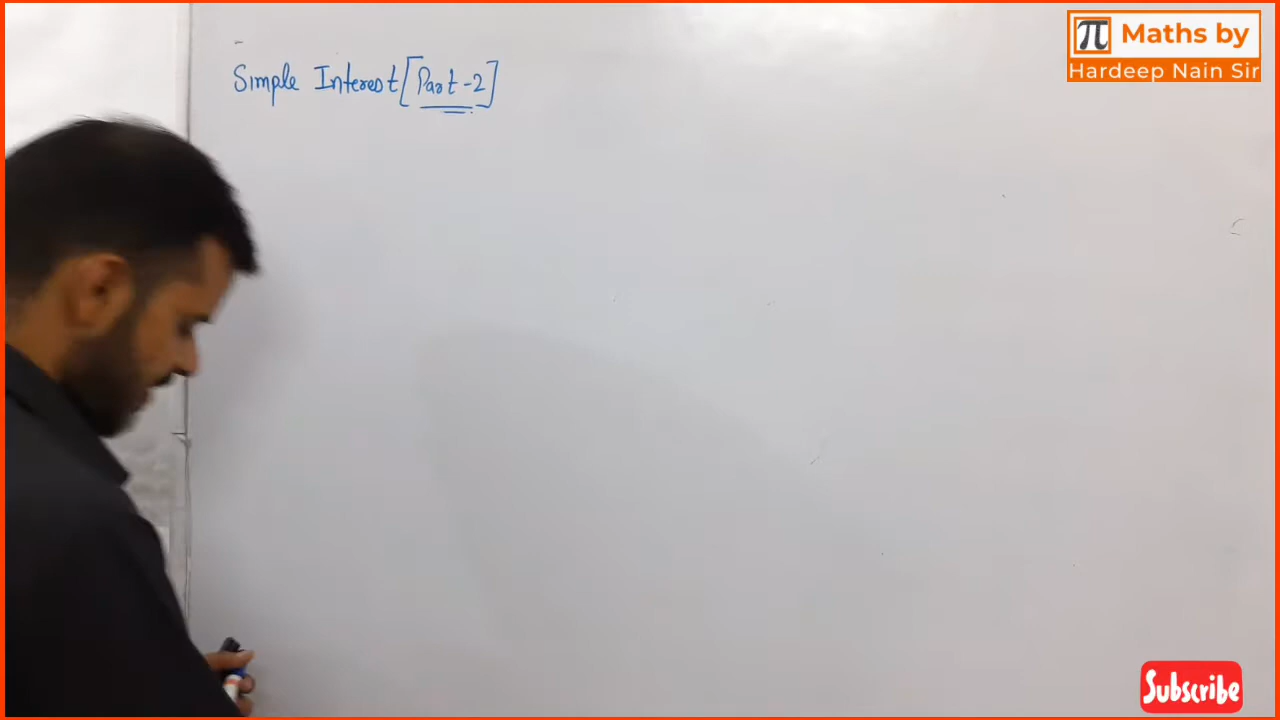 Simple Interest [Part-2]
π Maths by
Hardeep Nain Sir
Subscribe